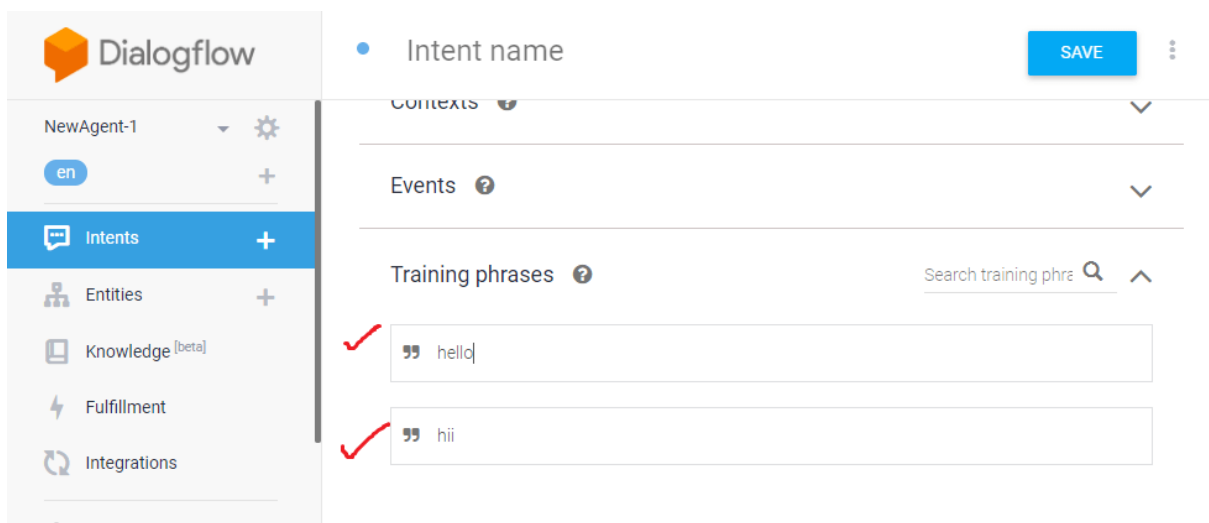 Dialogflow
Intent name
SAVE
NewAgent-1
en
Intents
Entities
Knowledge [beta]
Fulfillment
Integrations
Contexts
Events
Training phrases
Search training phra
hello
hii